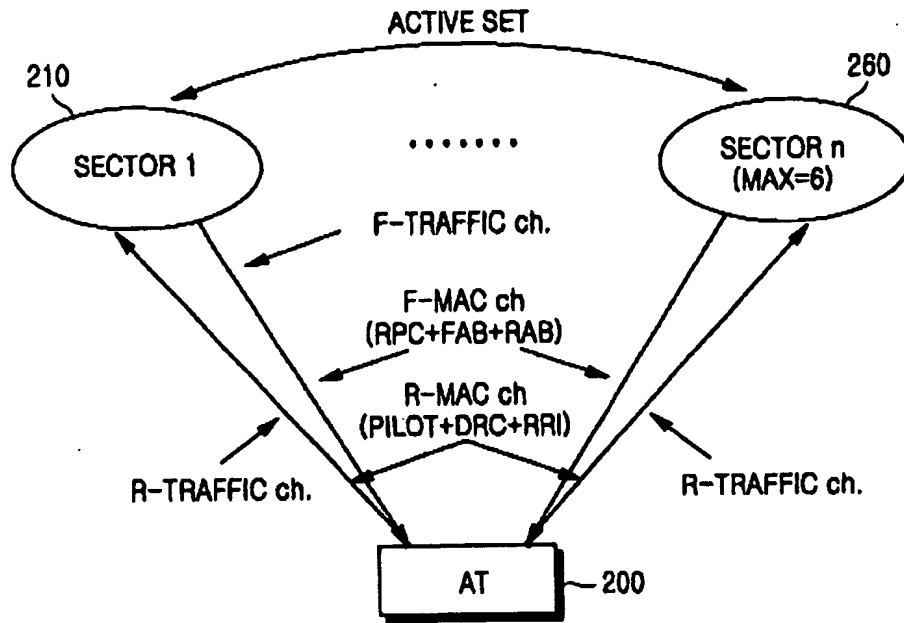 ACTIVE SET
210
260
SECTOR 1
.......
SECTOR n
(MAX=6)
F-TRAFFIC ch.
F-MAC ch
(RPC+FAB+RAB)
R-MAC ch
(PILOT+DRC+RRI)
R-TRAFFIC ch.
R-TRAFFIC ch.
AT
200